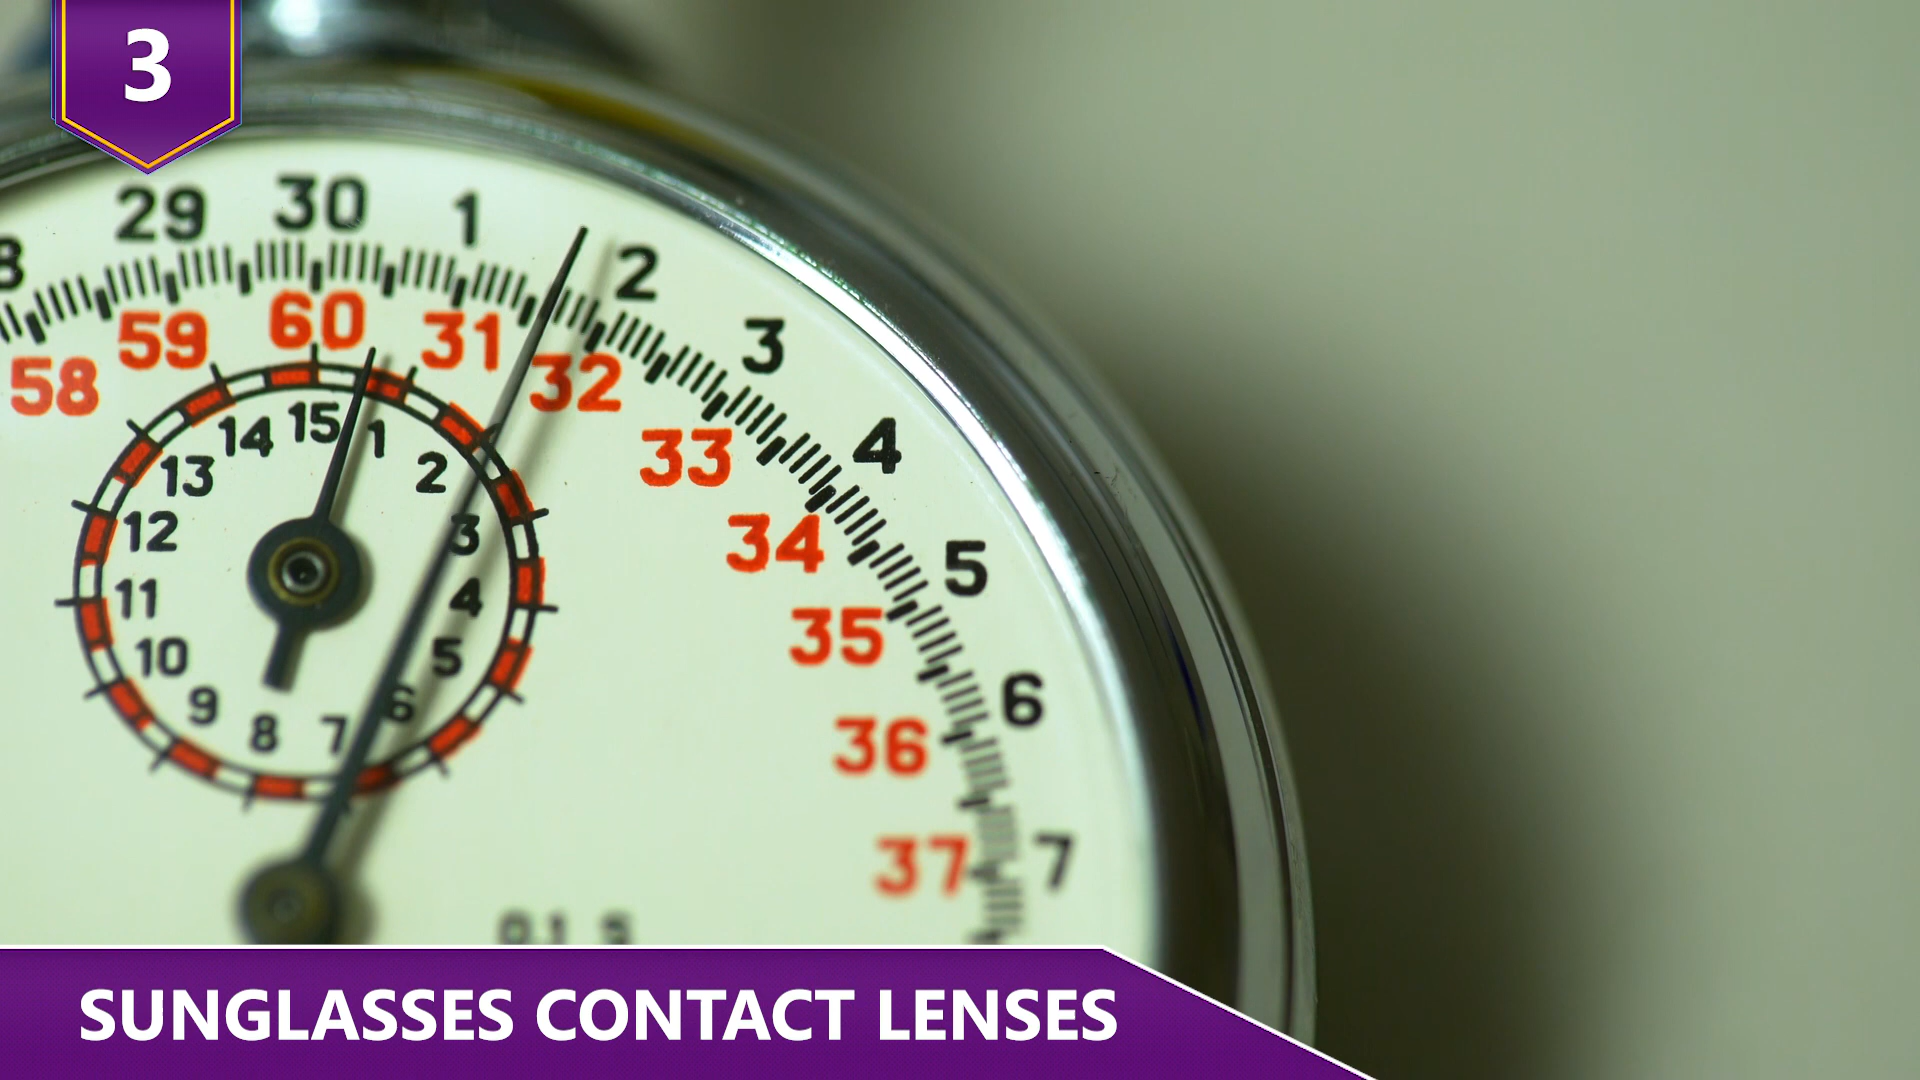 3
29 30 1 2 3 4 5 6 7
58 59 60 31 32 33 34 35 36 37
15 1 2 3 4 5 6 7 8 9 10 11 12 13 14
SUNGLASSES CONTACT LENSES